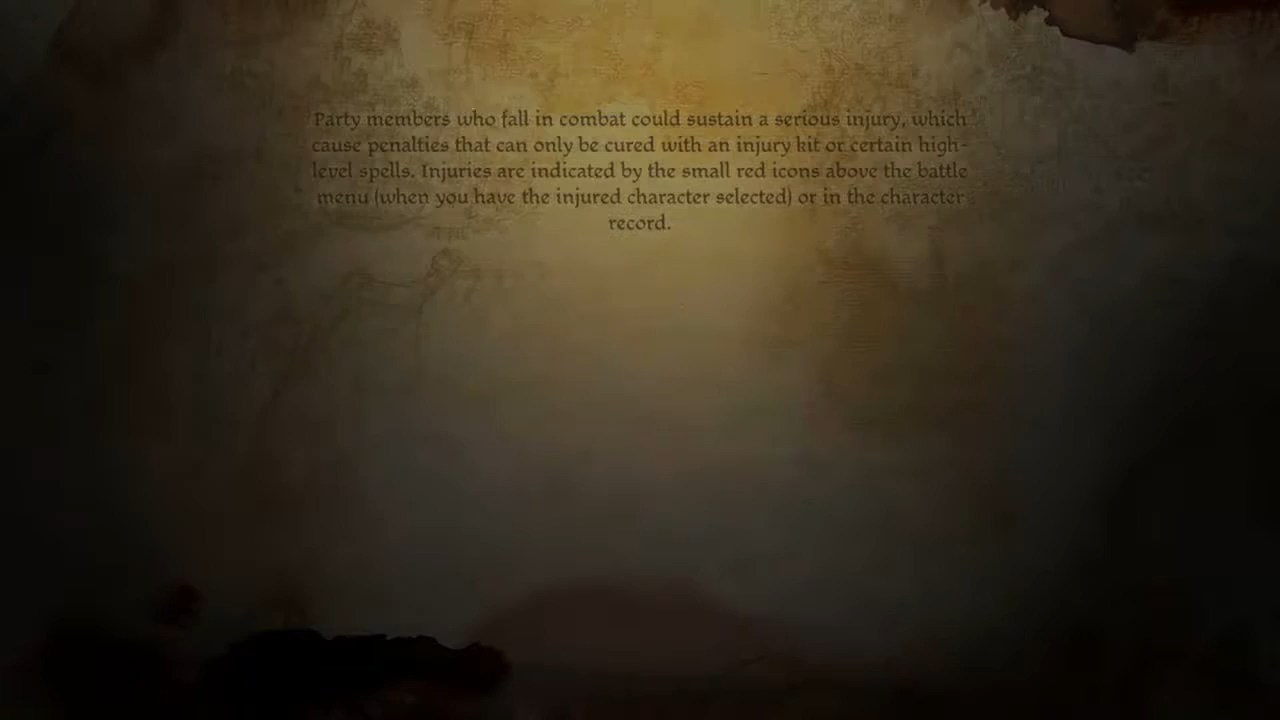 Party members who fall in combat could sustain a serious injury, which
cause penalties that can only be cured with an injury kit or certain high-
level spells. Injuries are indicated by the small red icons above the battle
menu (when you have the injured character selected) or in the character
record.